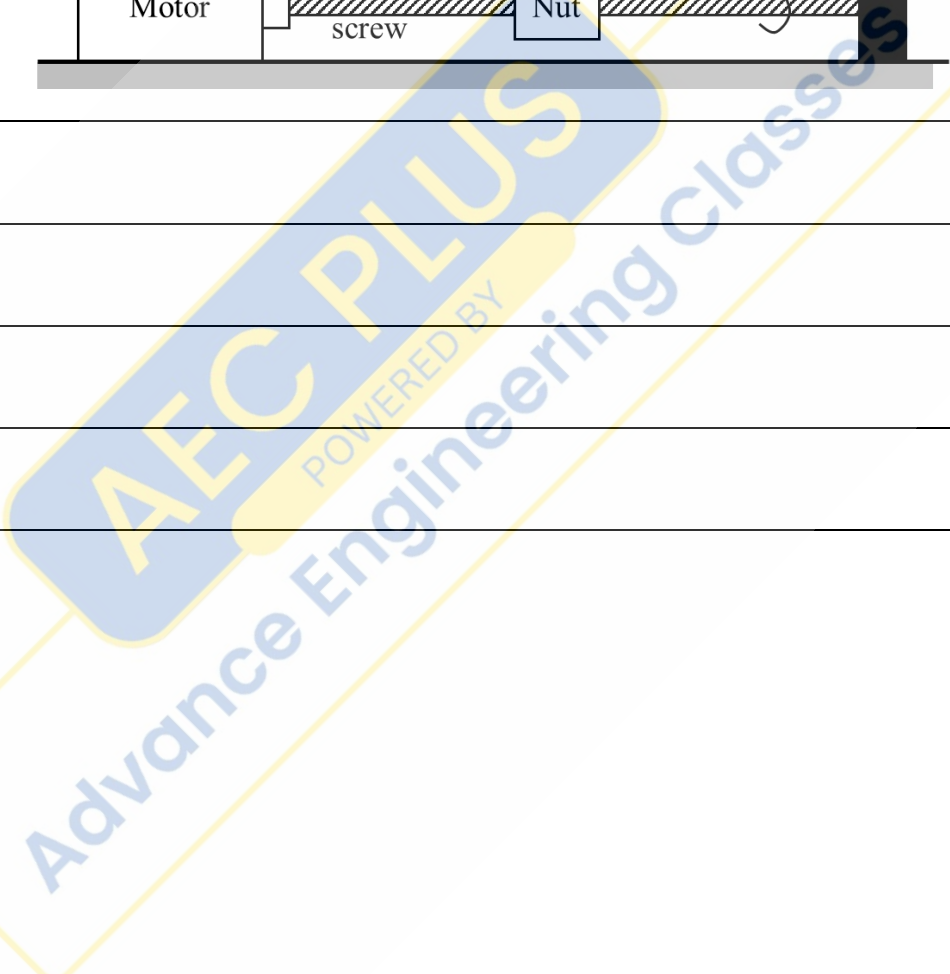 Motor
screw
Nut
AEC PLUS
POWERED BY
Advance Engineering Classes